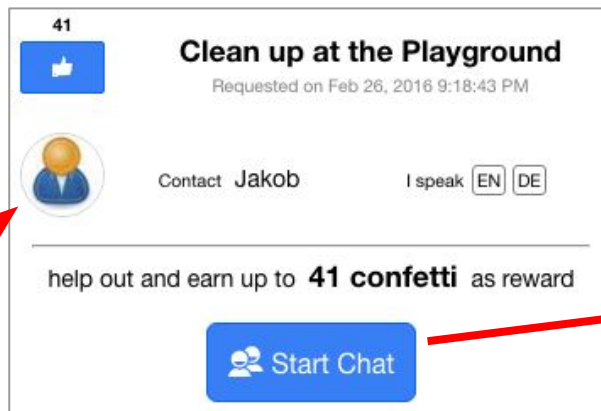 41
Clean up at the Playground
Requested on Feb 26, 2016 9:18:43 PM
Contact Jakob I speak EN DE
help out and earn up to 41 confetti as reward
Start Chat